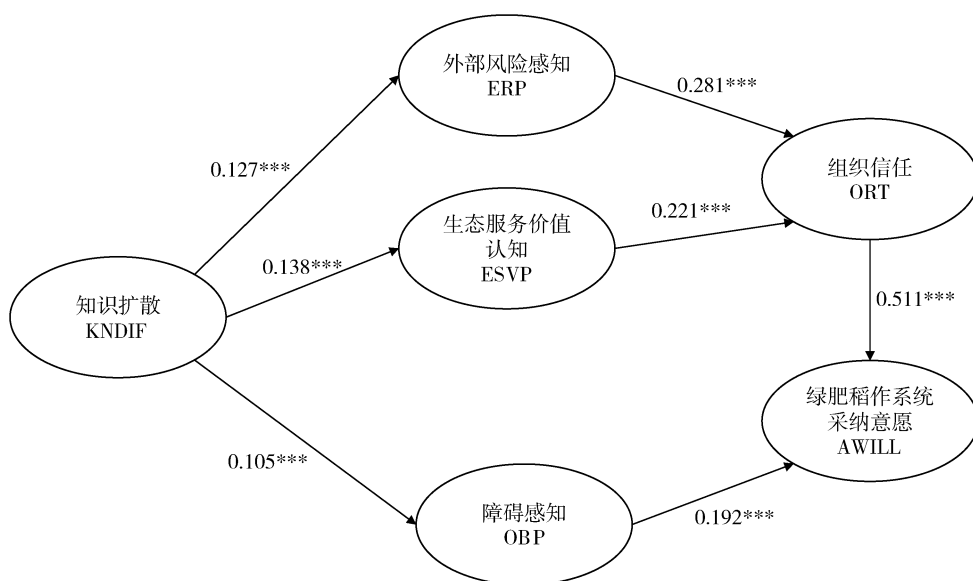 外部风险感知
ERP
0.281***
组织信任
ORT
0.127***
生态服务价值
认知
ESVP
0.221***
0.138***
知识扩散
KNDIF
0.511***
绿肥稻作系统
采纳意愿
AWILL
0.105***
障碍感知
OBP
0.192***